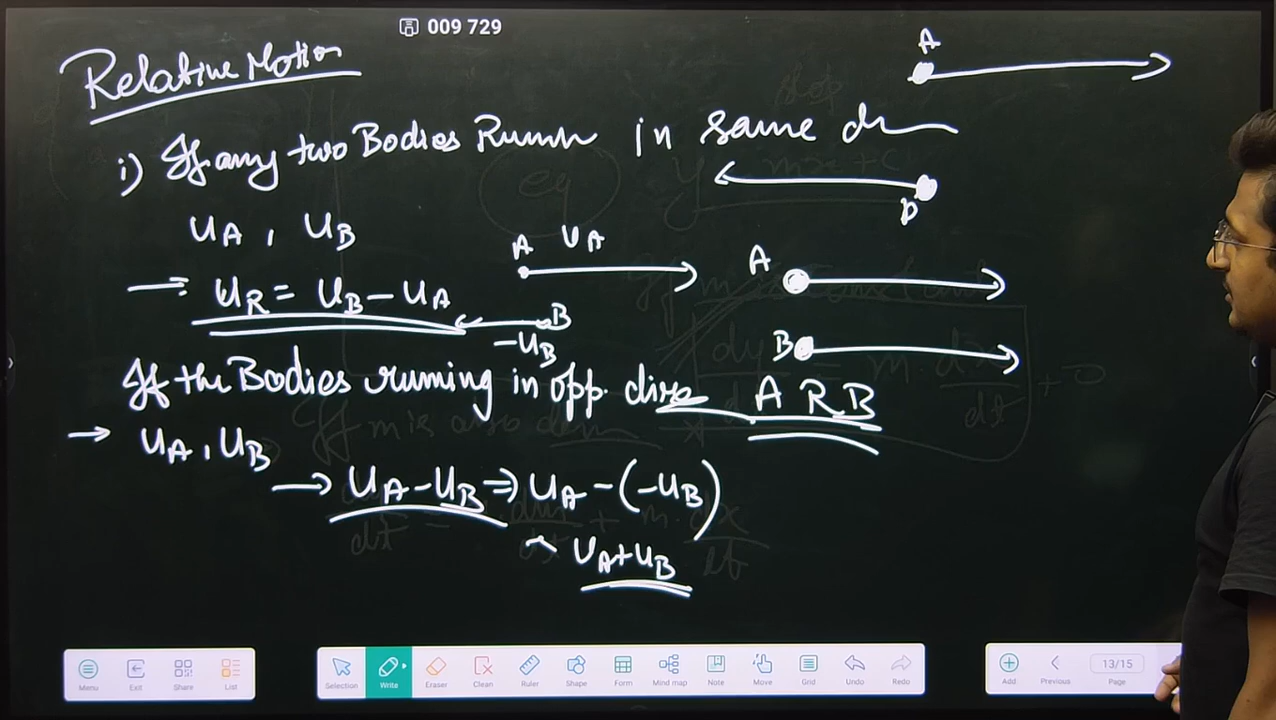 009 729
Relative Motion
A
i) If any two Bodies Runn in same
B
uA , uB
A UA
A
→ uR = uB - uA
B
-uB
B
If the Bodies runing in opp. dire A R B
→ uA , uB
→ uA - uB ⇒ uA - (-uB)
uA + uB
Menu Exit Share List Selection Write Eraser Clean Ruler Shape Form Mind map Note Move Grid Undo Redo Add Previous 13/15 Page